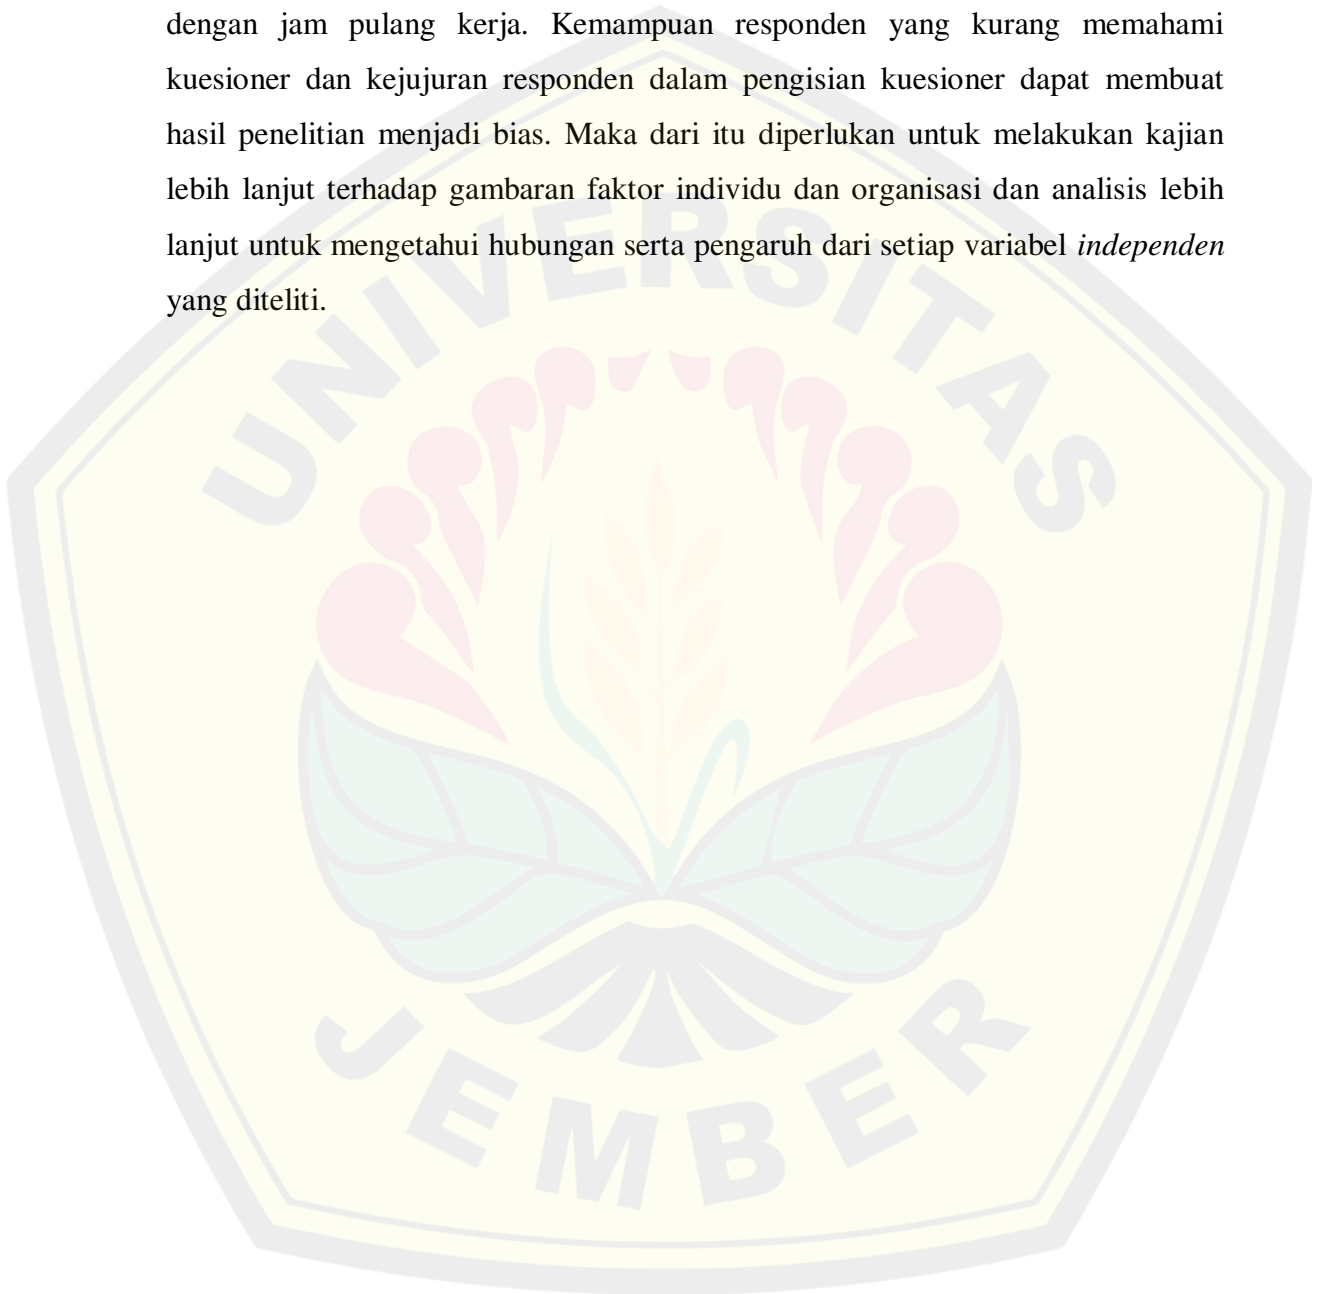 dengan jam pulang kerja. Kemampuan responden yang kurang memahami
kuesioner dan kejujuran responden dalam pengisian kuesioner dapat membuat
hasil penelitian menjadi bias. Maka dari itu diperlukan untuk melakukan kajian
lebih lanjut terhadap gambaran faktor individu dan organisasi dan analisis lebih
lanjut untuk mengetahui hubungan serta pengaruh dari setiap variabel independen
yang diteliti.
UNIVERSITAS
JEMBER